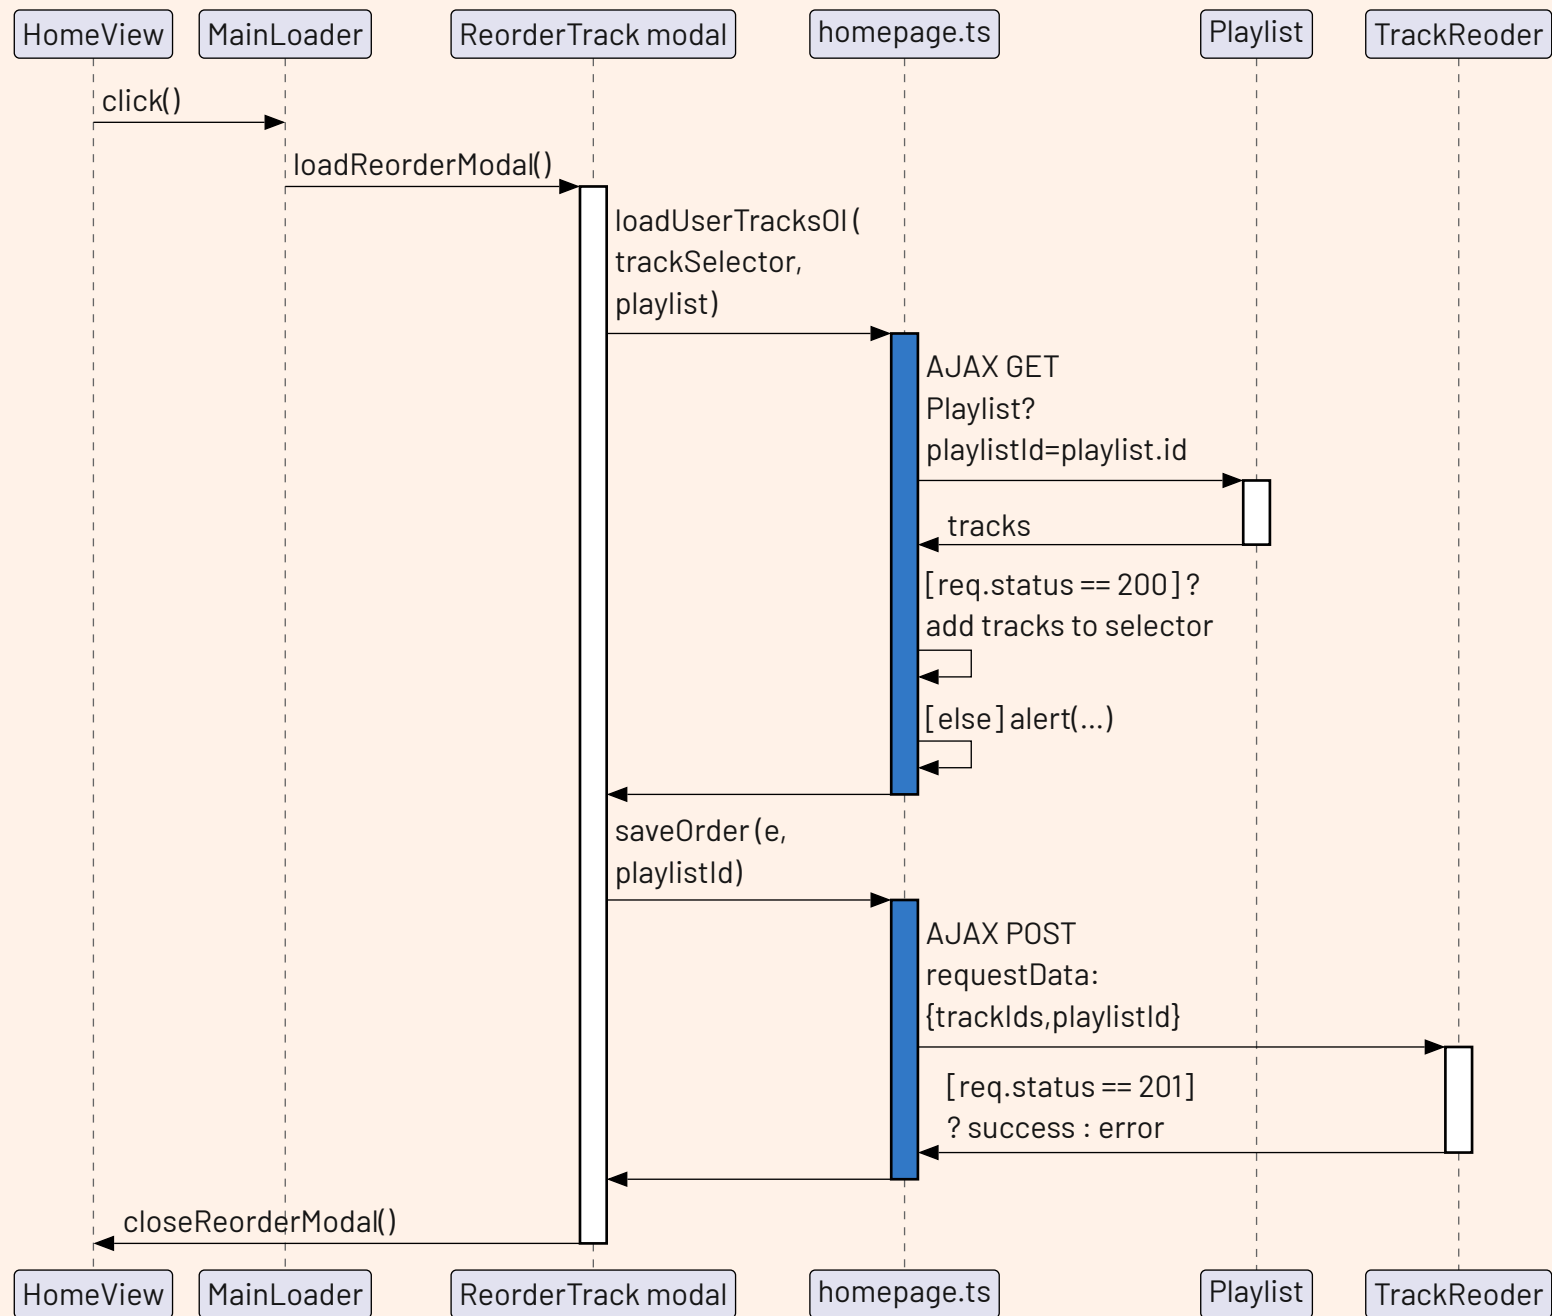 HomeView
MainLoader
ReorderTrack modal
homepage.ts
Playlist
TrackReoder
click()
loadReorderModal()
loadUserTracksOl(
trackSelector,
playlist)
AJAX GET
Playlist?
playlistId=playlist.id
tracks
[req.status == 200] ?
add tracks to selector
[else] alert(...)
saveOrder (e,
playlistId)
AJAX POST
requestData:
{trackIds,playlistId}
[req.status == 201]
? success : error
closeReorderModal()
HomeView
MainLoader
ReorderTrack modal
homepage.ts
Playlist
TrackReoder